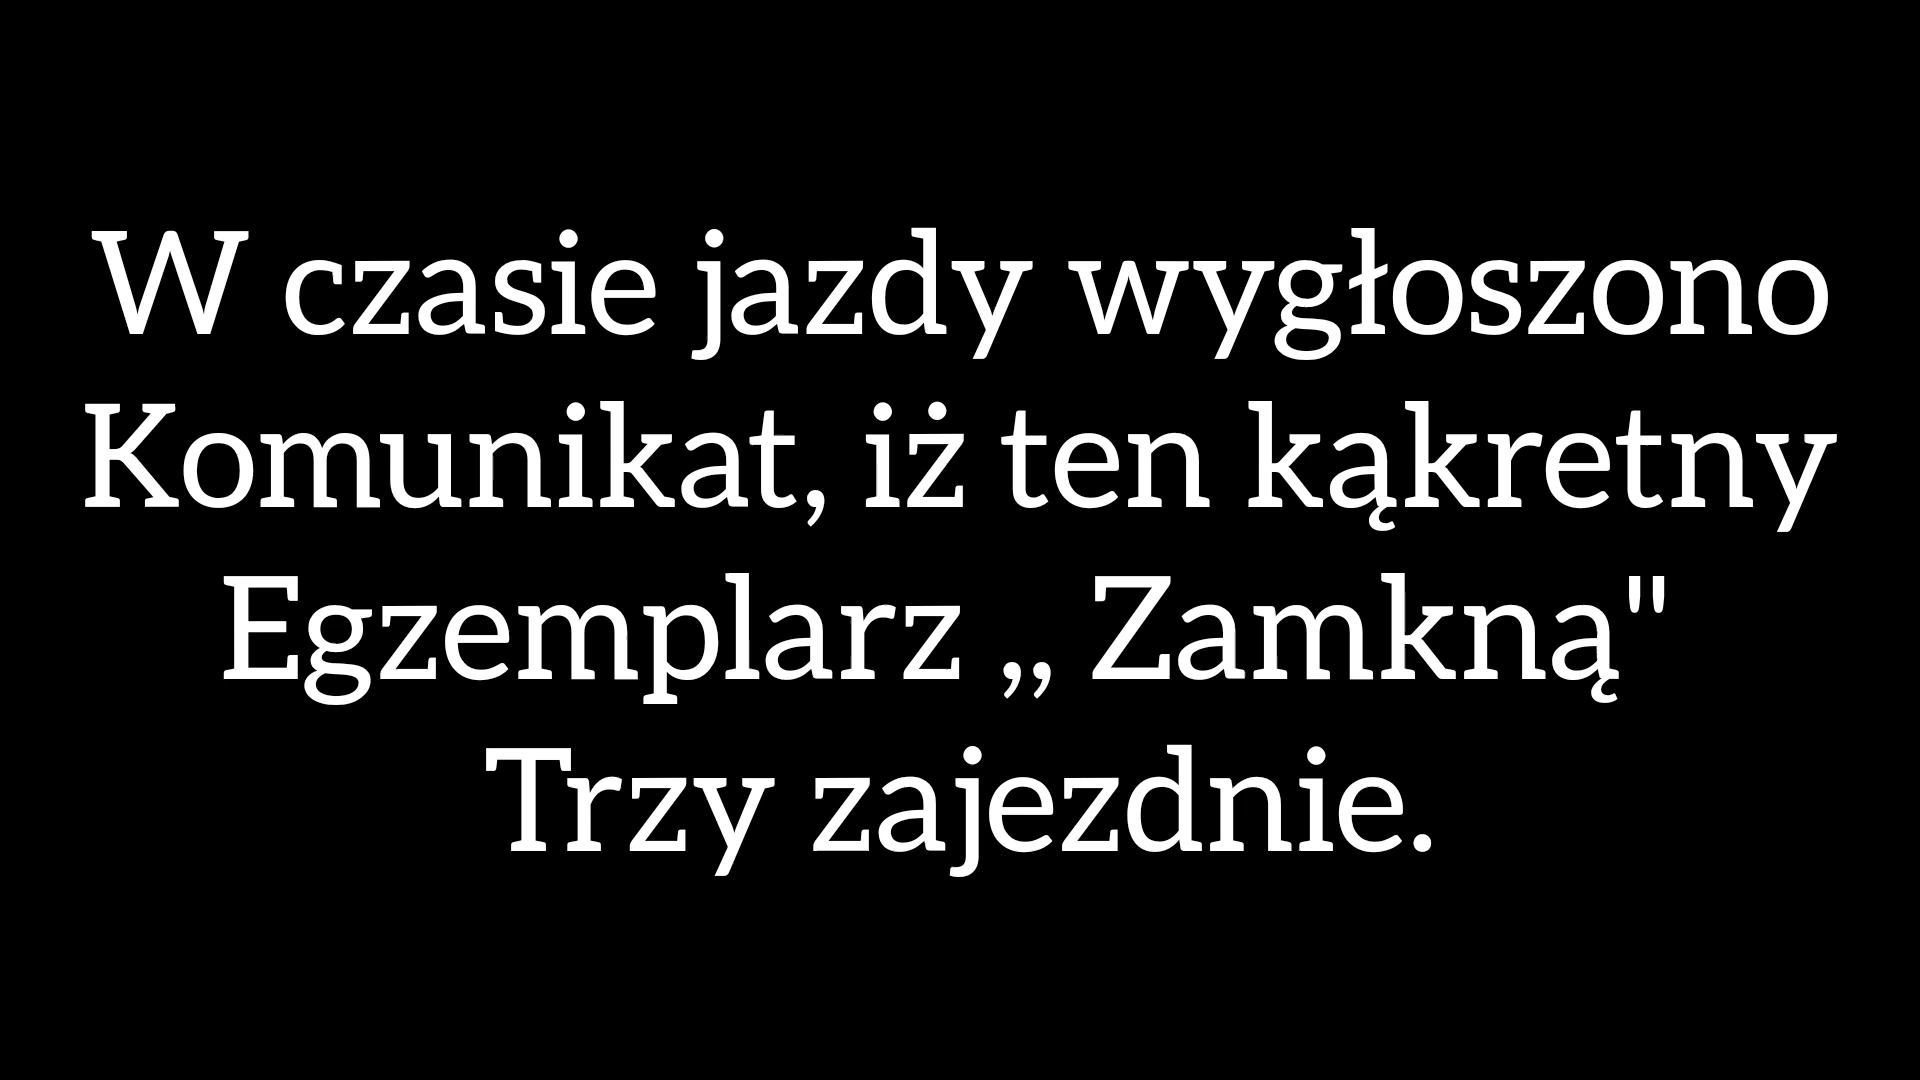 W czasie jazdy wygłoszono
Komunikat, iż ten kąkretny
Egzemplarz ,, Zamkną"
Trzy zajezdnie.